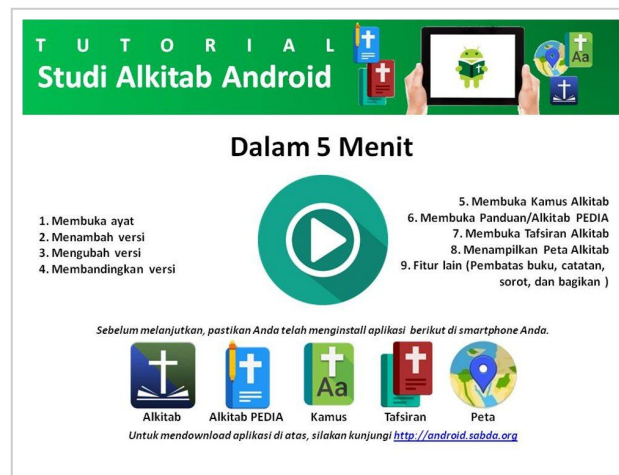 TUTORIAL
Studi Alkitab Android
Aa
Dalam 5 Menit
1. Membuka ayat
2. Menambah versi
3. Mengubah versi
4. Membandingkan versi
5. Membuka Kamus Alkitab
6. Membuka Panduan/Alkitab PEDIA
7. Membuka Tafsiran Alkitab
8. Menampilkan Peta Alkitab
9. Fitur lain (Pembatas buku, catatan,
sorot, dan bagikan )
Sebelum melanjutkan, pastikan Anda telah menginstall aplikasi berikut di smartphone Anda.
Aa
Alkitab Alkitab PEDIA Kamus Tafsiran Peta
Untuk mendownload aplikasi di atas, silakan kunjungi http://android.sabda.org